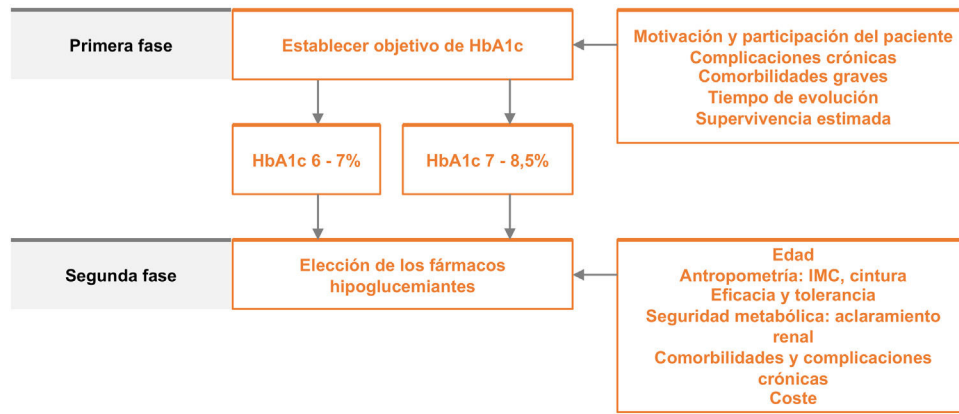 Primera fase
Establecer objetivo de HbA1c
Motivación y participación del paciente
Complicaciones crónicas
Comorbilidades graves
Tiempo de evolución
Supervivencia estimada
HbA1c 6 - 7%
HbA1c 7 - 8,5%
Segunda fase
Elección de los fármacos
hipoglucemiantes
Edad
Antropometría: IMC, cintura
Eficacia y tolerancia
Seguridad metabólica: aclaramiento
renal
Comorbilidades y complicaciones
crónicas
Coste